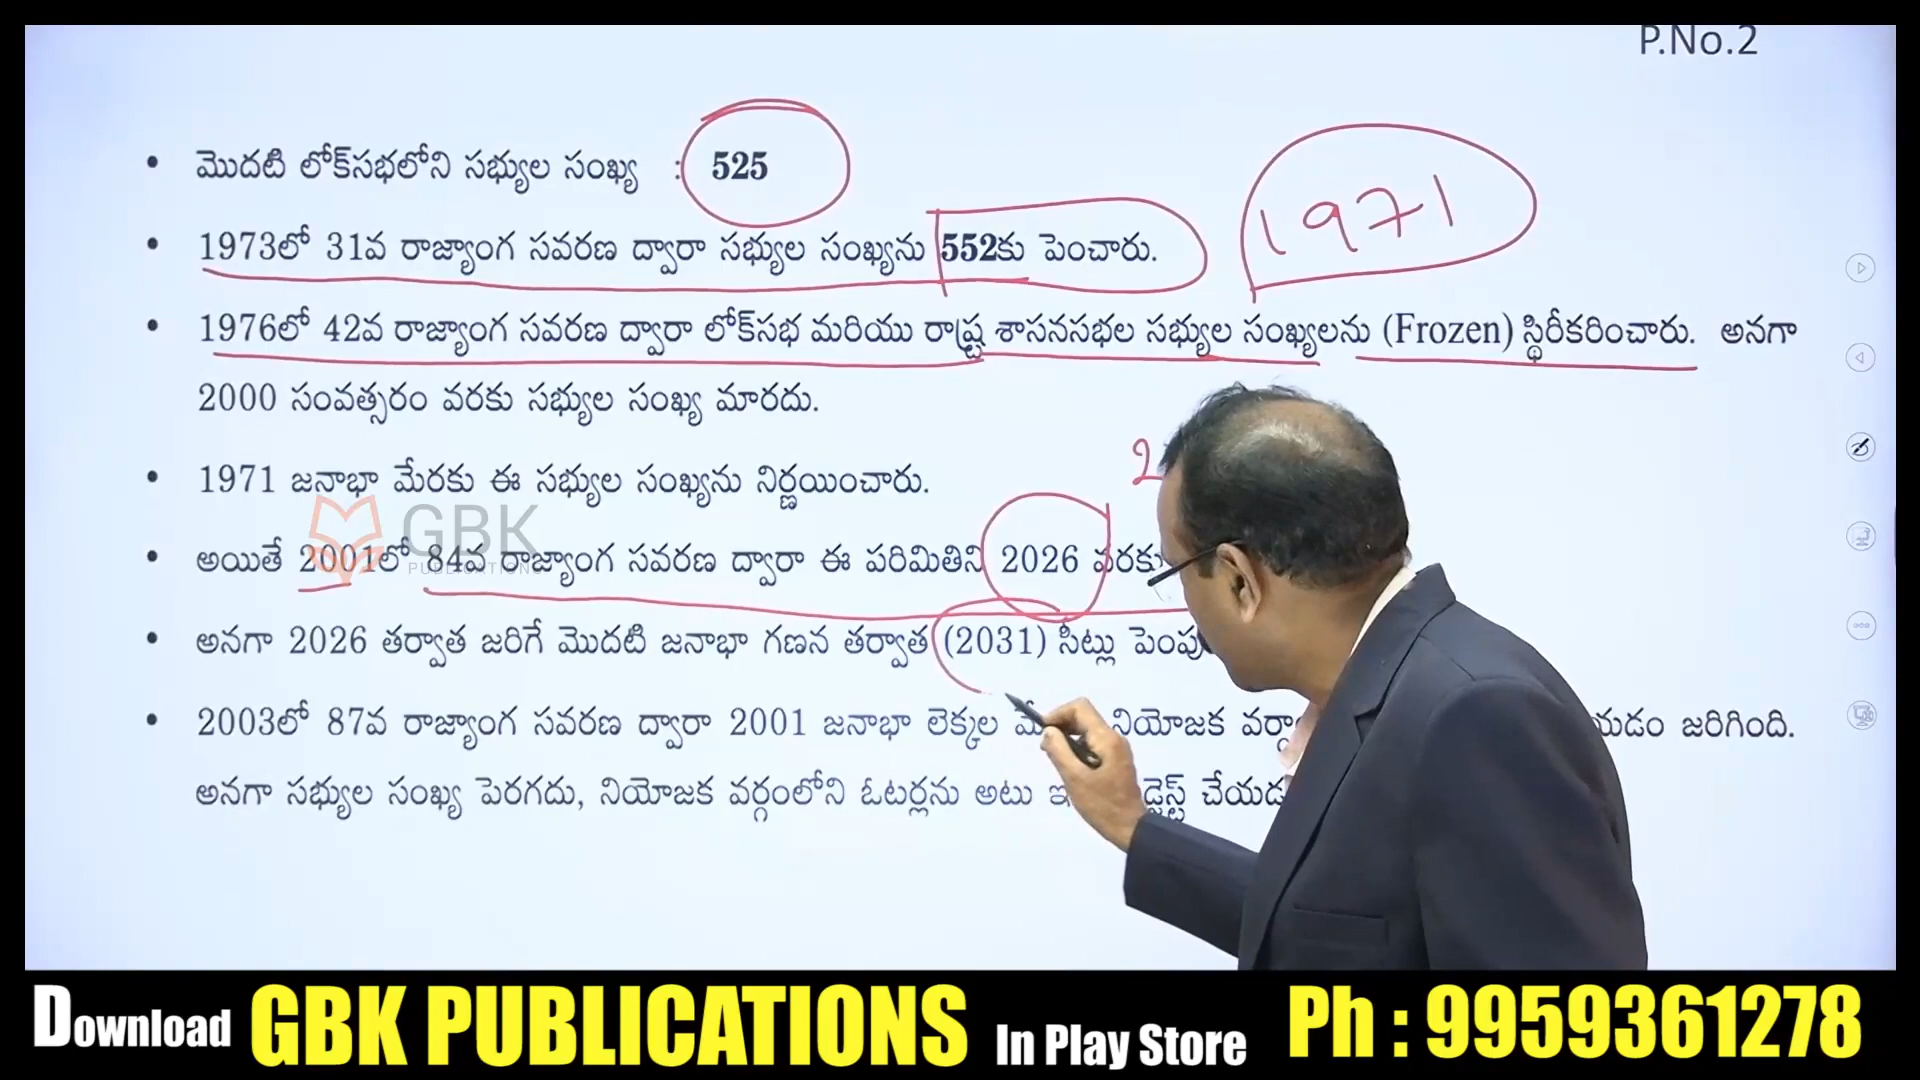 P.No.2
• మొదటి లోక్‌సభలోని సభ్యుల సంఖ్య : 525
1971
• 1973లో 31వ రాజ్యాంగ సవరణ ద్వారా సభ్యుల సంఖ్యను 552కు పెంచారు.
• 1976లో 42వ రాజ్యాంగ సవరణ ద్వారా లోక్‌సభ మరియు రాష్ట్ర శాసనసభల సభ్యుల సంఖ్యలను (Frozen) స్థిరీకరించారు. అనగా
2000 సంవత్సరం వరకు సభ్యుల సంఖ్య మారదు.
2
• 1971 జనాభా మేరకు ఈ సభ్యుల సంఖ్యను నిర్ణయించారు.
GBK
PUBLICATIONS
• అయితే 2001లో 84వ రాజ్యాంగ సవరణ ద్వారా ఈ పరిమితిని 2026 వరకు
• అనగా 2026 తర్వాత జరిగే మొదటి జనాభా గణన తర్వాత (2031) సీట్లు
• 2003లో 87వ రాజ్యాంగ సవరణ ద్వారా 2001 జనాభా లెక్కల నియోజక జరిగింది.
అనగా సభ్యుల సంఖ్య పెరగదు, నియోజక వర్గంలోని ఓటర్లను అటు
Download GBK PUBLICATIONS In Play Store Ph : 9959361278